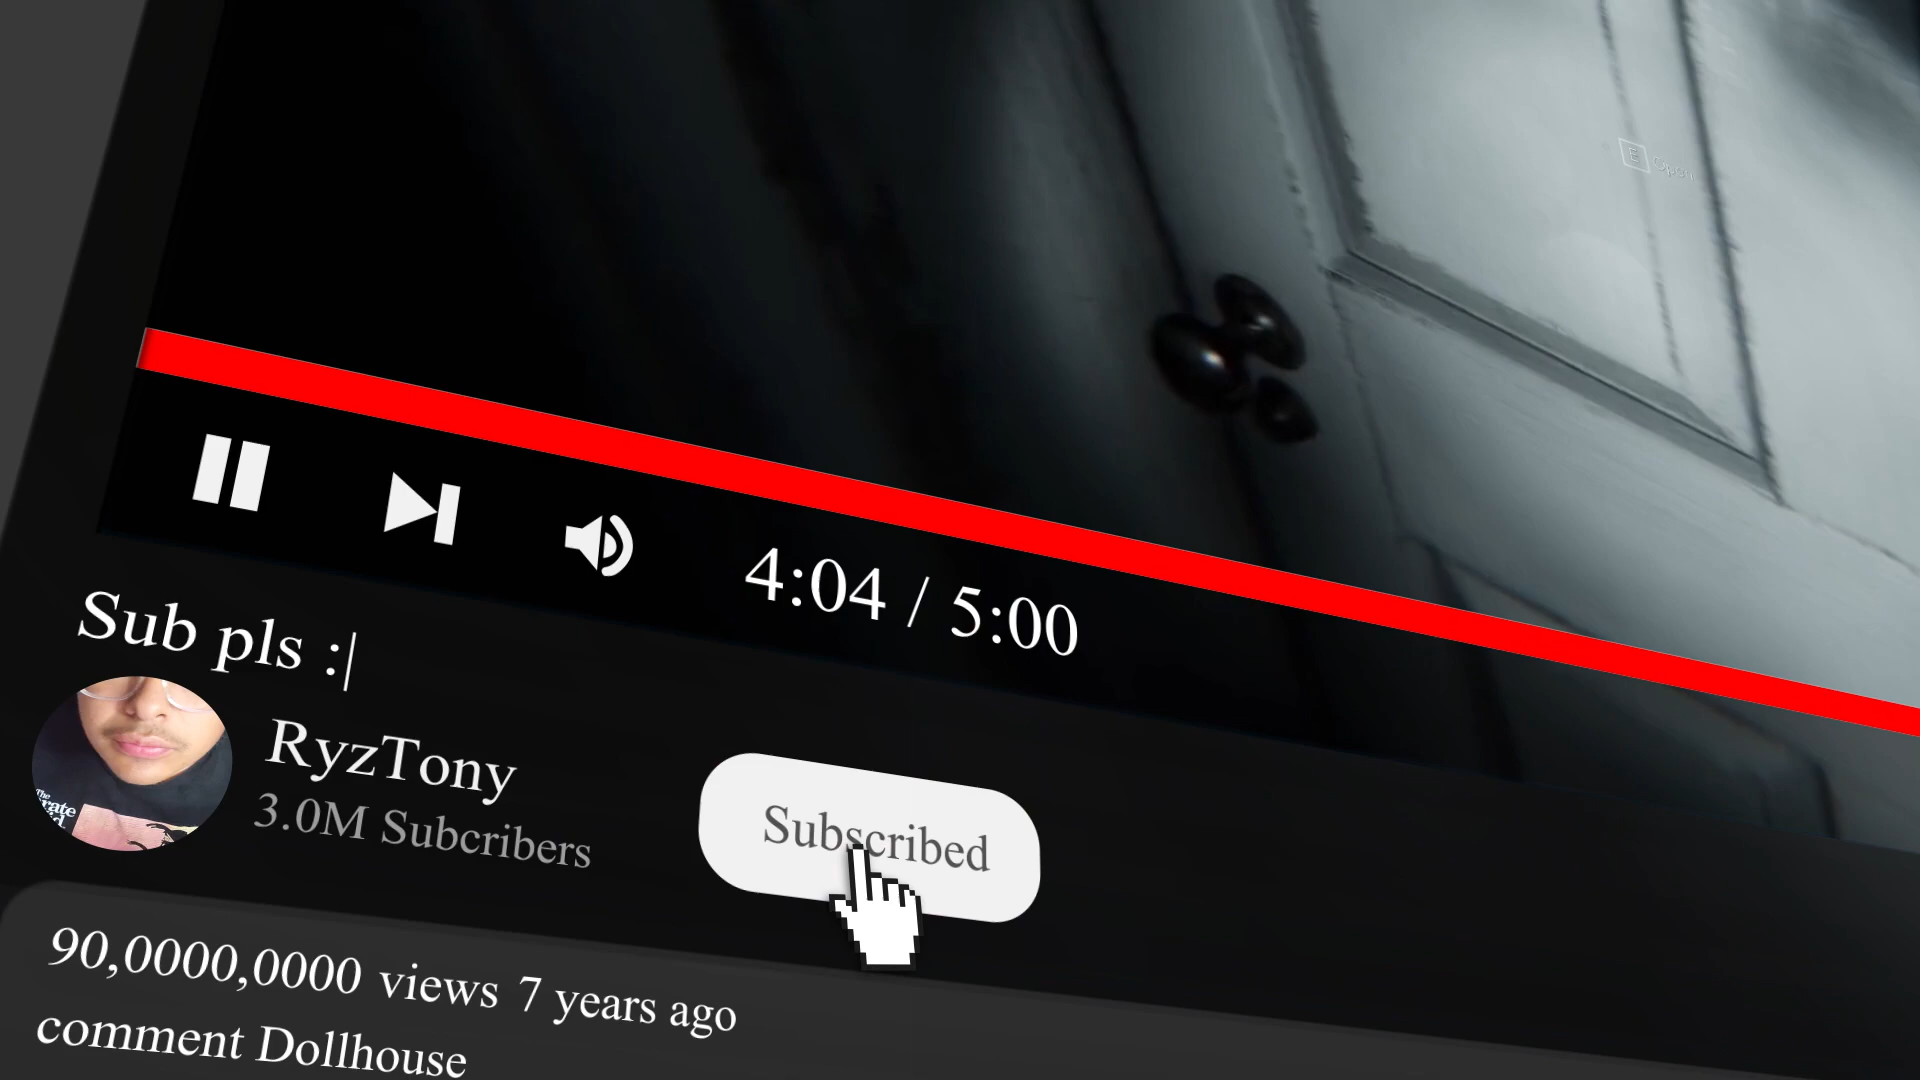 E Open
4:04 / 5:00
Sub pls :|
RyzTony
3.0M Subcribers
Subscribed
90,0000,0000 views 7 years ago
comment Dollhouse